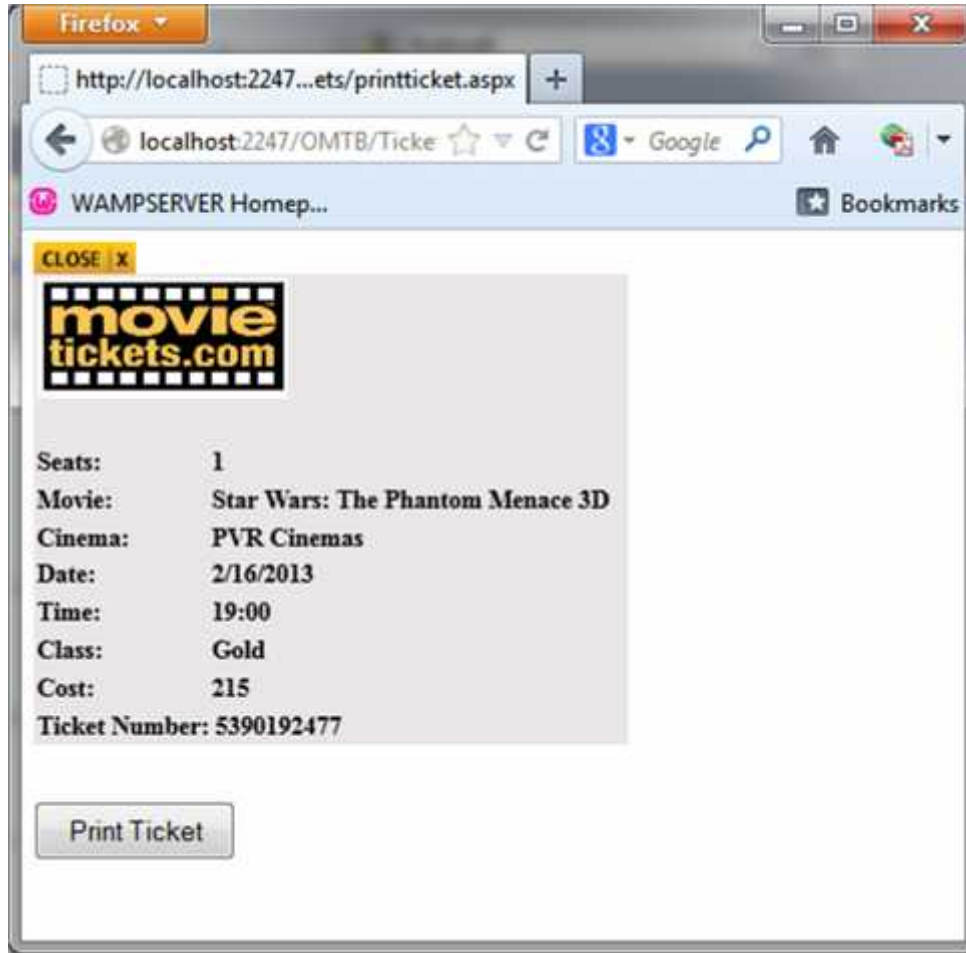 Firefox
http://localhost:2247...ets/printticket.aspx +
localhost:2247/OMTB/Ticke Google
WAMPSERVER Homep... Bookmarks
CLOSE X
movie
tickets.com
Seats: 1
Movie: Star Wars: The Phantom Menace 3D
Cinema: PVR Cinemas
Date: 2/16/2013
Time: 19:00
Class: Gold
Cost: 215
Ticket Number: 5390192477
Print Ticket